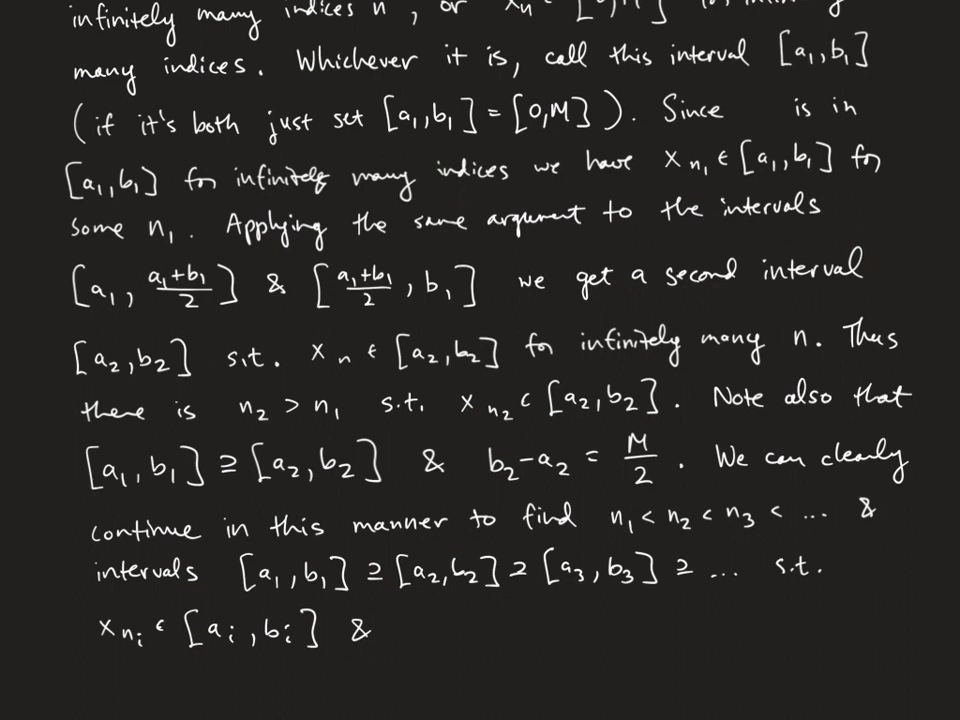 infinitely many indices n , or xn ∈ [0,M] for infinitely
many indices. Whichever it is, call this interval [a₁,b₁]
(if it's both just set [a₁,b₁] = [0,M]). Since is in
[a₁,b₁] for infinitely many indices we have xn₁ ∈ [a₁,b₁] for
some n₁. Applying the same argument to the intervals
[a₁, (a₁+b₁)/2] & [(a₁+b₁)/2, b₁] we get a second interval
[a₂,b₂] s.t. xn ∈ [a₂,b₂] for infinitely many n. Thus
there is n₂ > n₁ s.t. xn₂ ∈ [a₂,b₂]. Note also that
[a₁,b₁] ⊇ [a₂,b₂] & b₂-a₂ = M/2. We can clearly
continue in this manner to find n₁ < n₂ < n₃ < ... &
intervals [a₁,b₁] ⊇ [a₂,b₂] ⊇ [a₃,b₃] ⊇ ... s.t.
xnᵢ ∈ [aᵢ,bᵢ] &